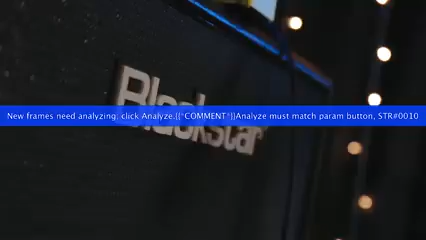 Blackstar
New frames need analyzing: click Analyze.{{*COMMENT*}}Analyze must match param button, STR#0010